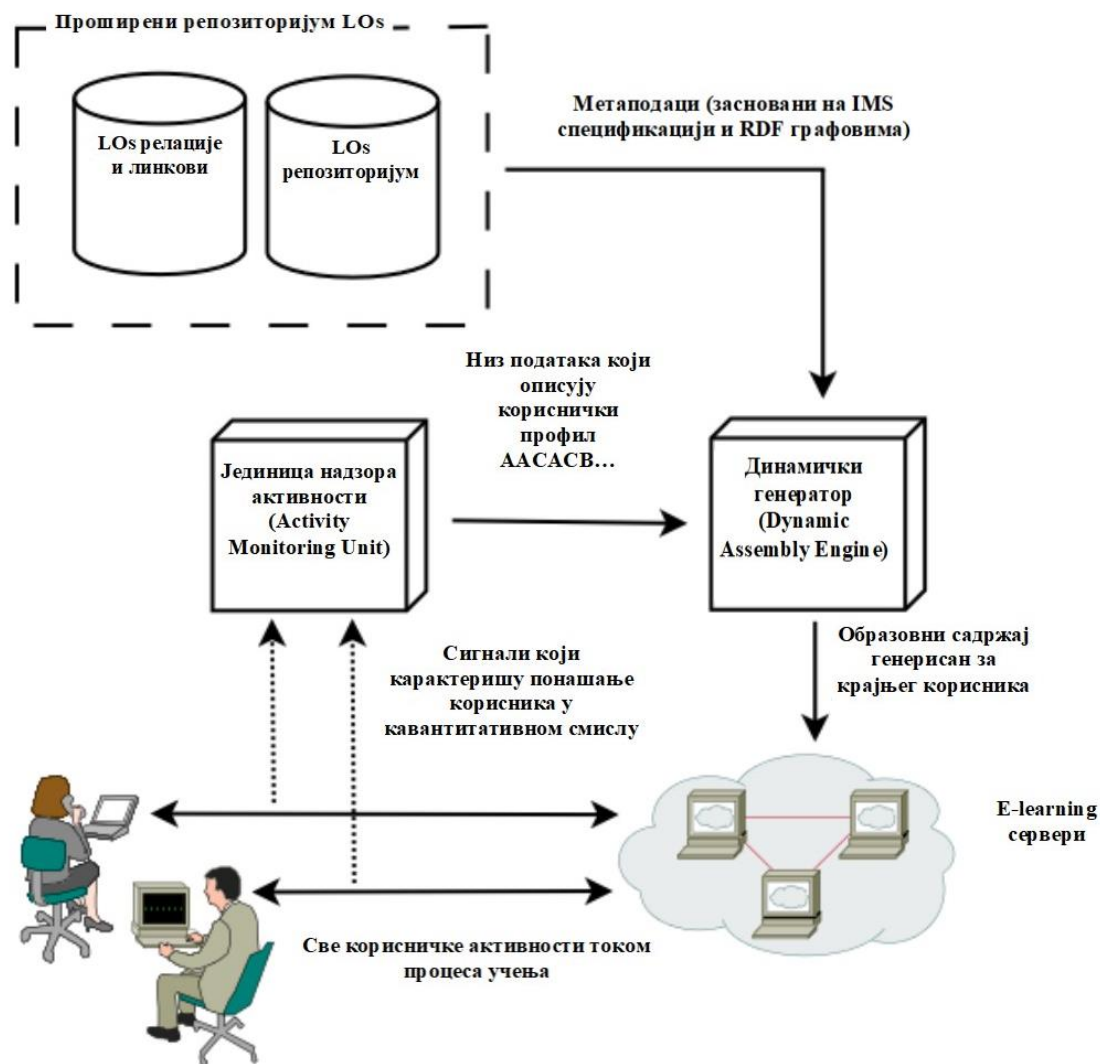 Проширени репозиторијум LOs
LOs релације
и линкови
LOs
репозиторијум
Метаподаци (засновани на IMS
спецификацији и RDF графовима)
Низ података који
описују
кориснички
профил
AACACB...
Јединица надзора
активности
(Activity
Monitoring Unit)
Динамички
генератор
(Dynamic
Assembly Engine)
Сигнали који
карактеришу понашање
корисника у
кавантитативном смислу
Образовни садржај
генерисан за
крајњег корисника
E-learning
сервери
Све корисничке активности током
процеса учења